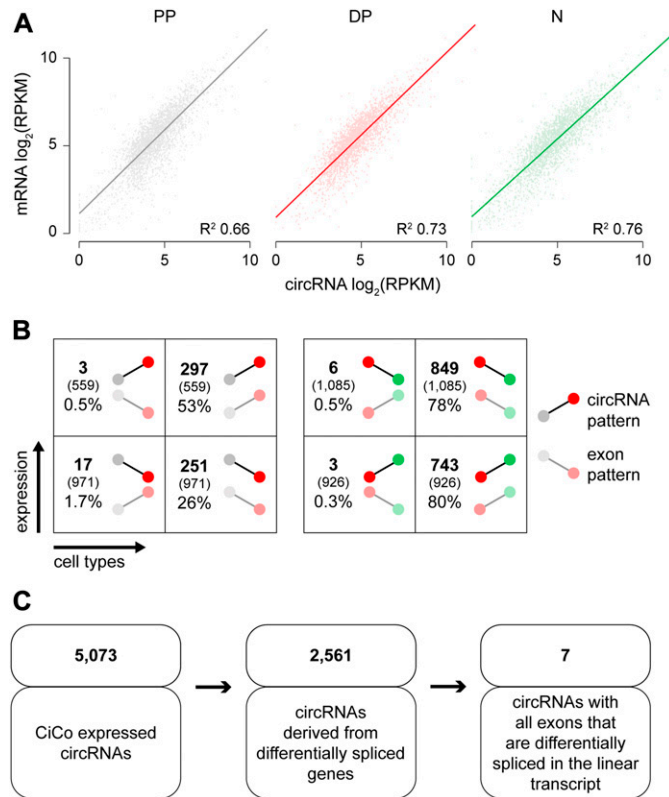 A
PP
DP
N
mRNA log2(RPKM)
10
5
0
R² 0.66
R² 0.73
R² 0.76
0 5 10 0 5 10 0 5 10
circRNA log2(RPKM)
B
3
(559)
0.5%
297
(559)
53%
6
(1,085)
0.5%
849
(1,085)
78%
circRNA
pattern
17
(971)
1.7%
251
(971)
26%
3
(926)
0.3%
743
(926)
80%
exon
pattern
expression
cell types
C
5,073
2,561
7
CiCo expressed
circRNAs
circRNAs
derived from
differentially spliced
genes
circRNAs with
all exons that
are differentially
spliced in the linear
transcript